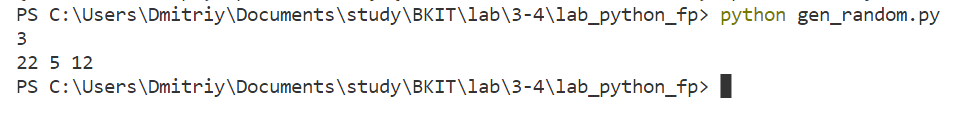 PS C:\Users\Dmitriy\Documents\study\BKIT\lab\3-4\lab_python_fp> python gen_random.py
3
22 5 12
PS C:\Users\Dmitriy\Documents\study\BKIT\lab\3-4\lab_python_fp>